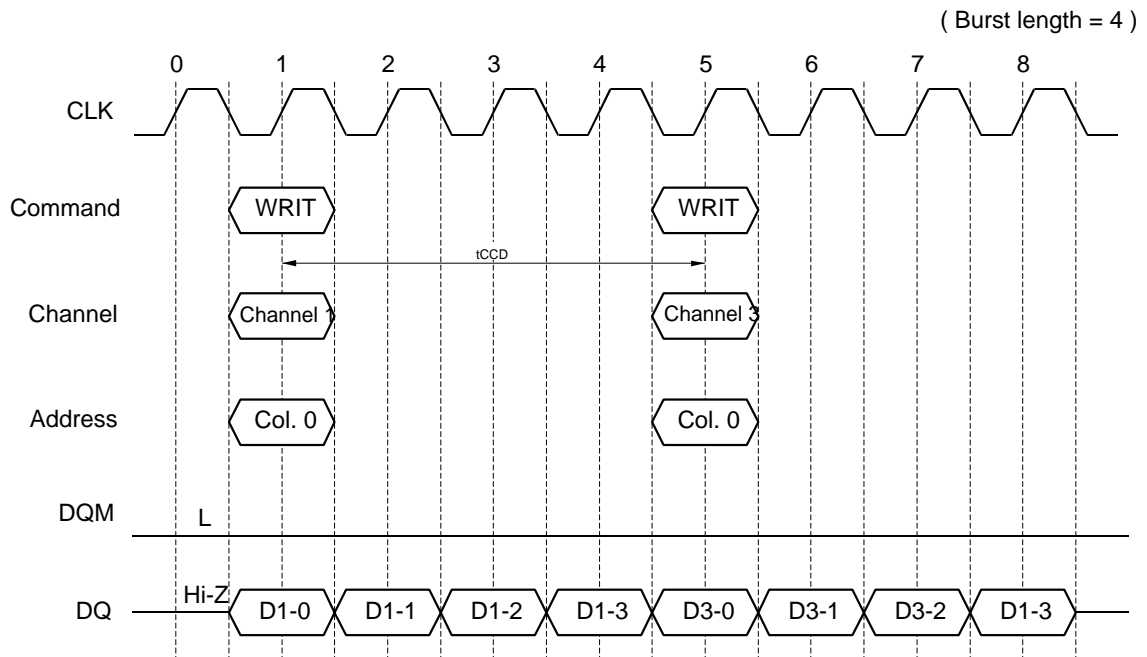 ( Burst length = 4 )
0 1 2 3 4 5 6 7 8
CLK
Command WRIT WRIT
tCCD
Channel Channel 1 Channel 3
Address Col. 0 Col. 0
DQM L
DQ Hi-Z D1-0 D1-1 D1-2 D1-3 D3-0 D3-1 D3-2 D1-3